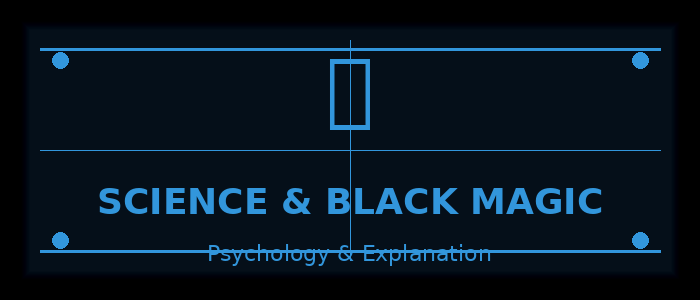 SCIENCE & BLACK MAGIC
Psychology & Explanation